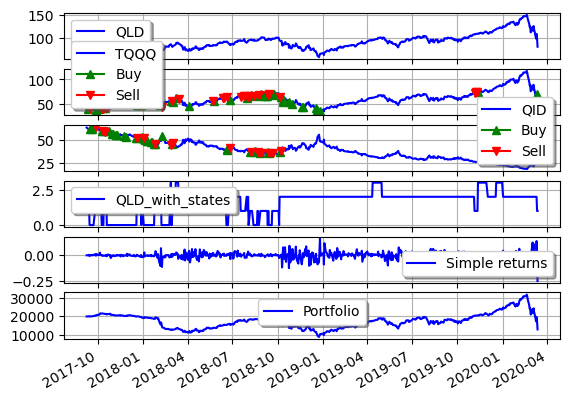 150
100
QLD
100
50
TQQQ
Buy
Sell
50
25
QID
Buy
Sell
2.5
0.0
QLD_with_states
0.00
−0.25
Simple returns
30000
20000
10000
Portfolio
2017-10
2018-01
2018-04
2018-07
2018-10
2019-01
2019-04
2019-07
2019-10
2020-01
2020-04